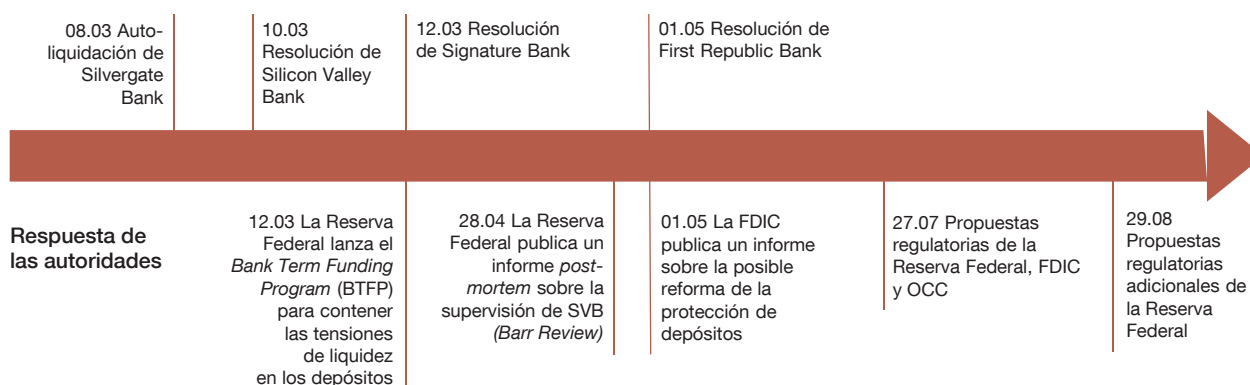 08.03 Auto-
liquidación de
Silvergate
Bank
10.03
Resolución de
Silicon Valley
Bank
12.03 Resolución
de Signature Bank
01.05 Resolución de
First Republic Bank
Respuesta de
las autoridades
12.03 La Reserva
Federal lanza el
Bank Term Funding
Program (BTFP)
para contener
las tensiones
de liquidez
en los depósitos
28.04 La Reserva
Federal publica un
informe post-
mortem sobre la
supervisión de SVB
(Barr Review)
01.05 La FDIC
publica un informe
sobre la posible
reforma de la
protección de
depósitos
27.07 Propuestas
regulatorias de la
Reserva Federal, FDIC
y OCC
29.08
Propuestas
regulatorias
adicionales de
la Reserva
Federal